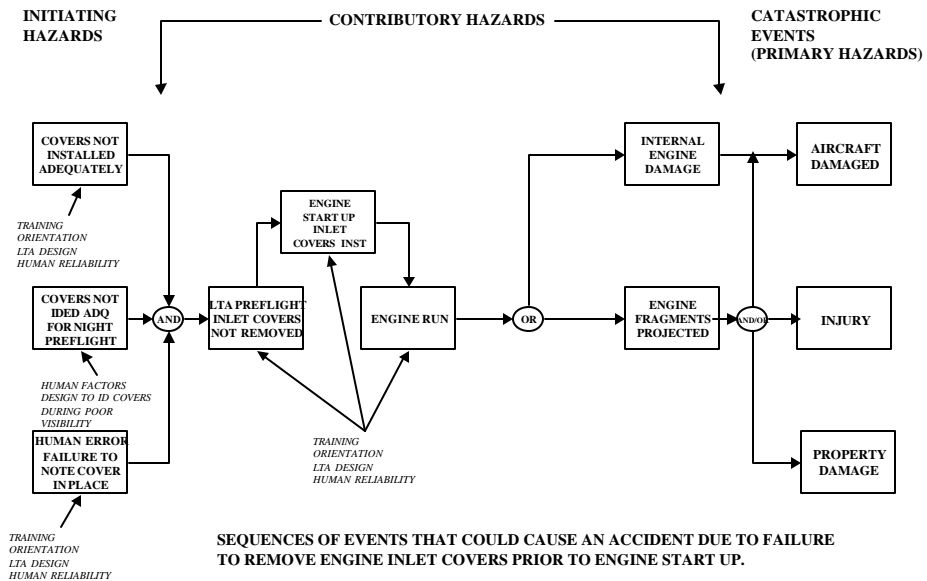 INITIATING
HAZARDS
CONTRIBUTORY HAZARDS
CATASTROPHIC
EVENTS
(PRIMARY HAZARDS)
COVERS NOT
INSTALLED
ADEQUATELY
TRAINING
ORIENTATION
LTA DESIGN
HUMAN RELIABILITY
COVERS NOT
IDED ADQ
FOR NIGHT
PREFLIGHT
HUMAN FACTORS
DESIGN TO ID COVERS
DURING POOR
VISIBILITY
HUMAN ERROR
FAILURE TO
NOTE COVER
IN PLACE
TRAINING
ORIENTATION
LTA DESIGN
HUMAN RELIABILITY
AND
LTA PREFLIGHT
INLET COVERS
NOT REMOVED
ENGINE
START UP
INLET
COVERS INST
ENGINE RUN
TRAINING
ORIENTATION
LTA DESIGN
HUMAN RELIABILITY
OR
INTERNAL
ENGINE
DAMAGE
ENGINE
FRAGMENTS
PROJECTED
AND/OR
AIRCRAFT
DAMAGED
INJURY
PROPERTY
DAMAGE
SEQUENCES OF EVENTS THAT COULD CAUSE AN ACCIDENT DUE TO FAILURE
TO REMOVE ENGINE INLET COVERS PRIOR TO ENGINE START UP.